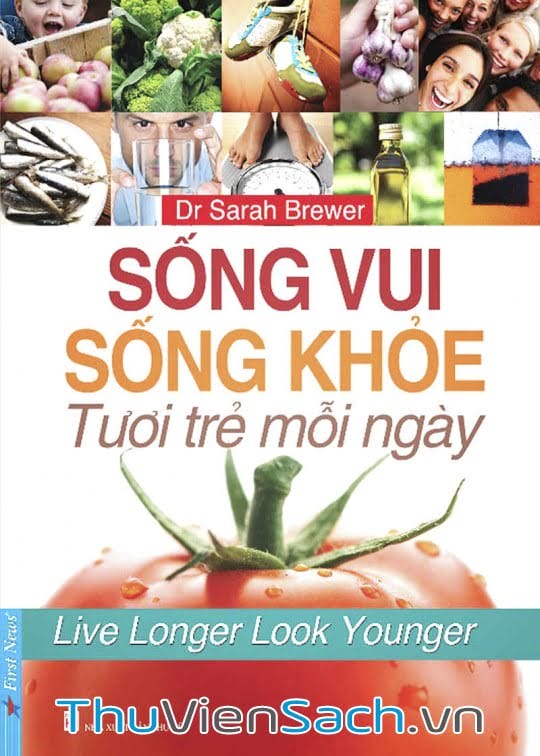 Dr Sarah Brewer
SỐNG VUI
SỐNG KHỎE
Tươi trẻ mỗi ngày
Live Longer Look Younger
First News
ThuVienSach.vn